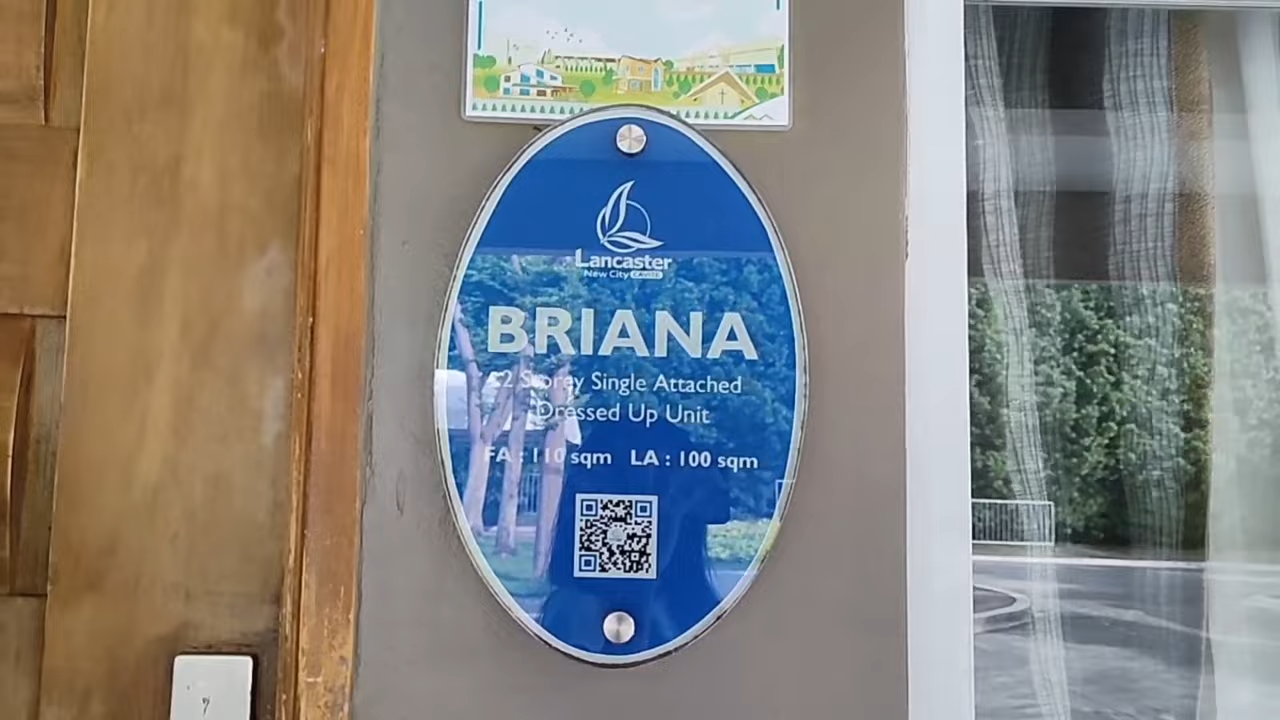 Lancaster
New City CAVITE
BRIANA
2 Storey Single Attached
Dressed Up Unit
FA : 110 sqm LA : 100 sqm